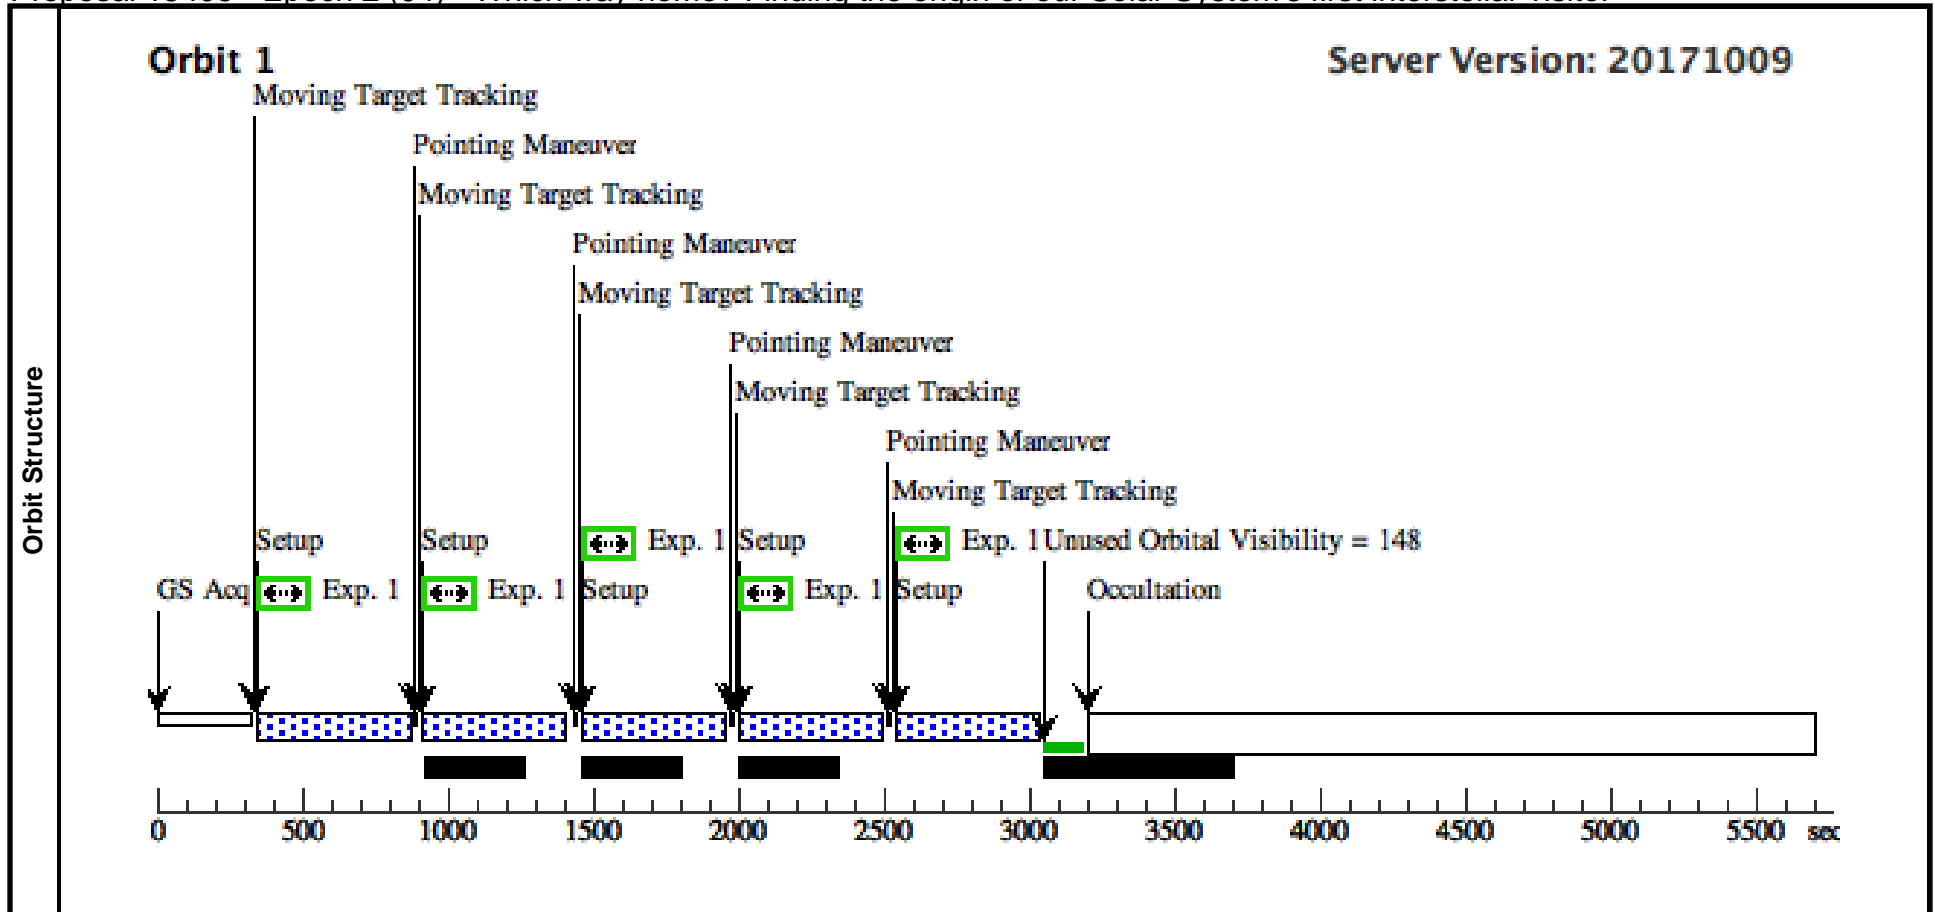 Orbit 1
Server Version: 20171009
Moving Target Tracking
Pointing Maneuver
Moving Target Tracking
Pointing Maneuver
Moving Target Tracking
Pointing Maneuver
Moving Target Tracking
Pointing Maneuver
Moving Target Tracking
Setup Setup Exp. 1 Setup Exp. 1 Unused Orbital Visibility = 148
GS Acq Exp. 1 Exp. 1 Setup Exp. 1 Setup Occultation
0 500 1000 1500 2000 2500 3000 3500 4000 4500 5000 5500 sec
Orbit Structure